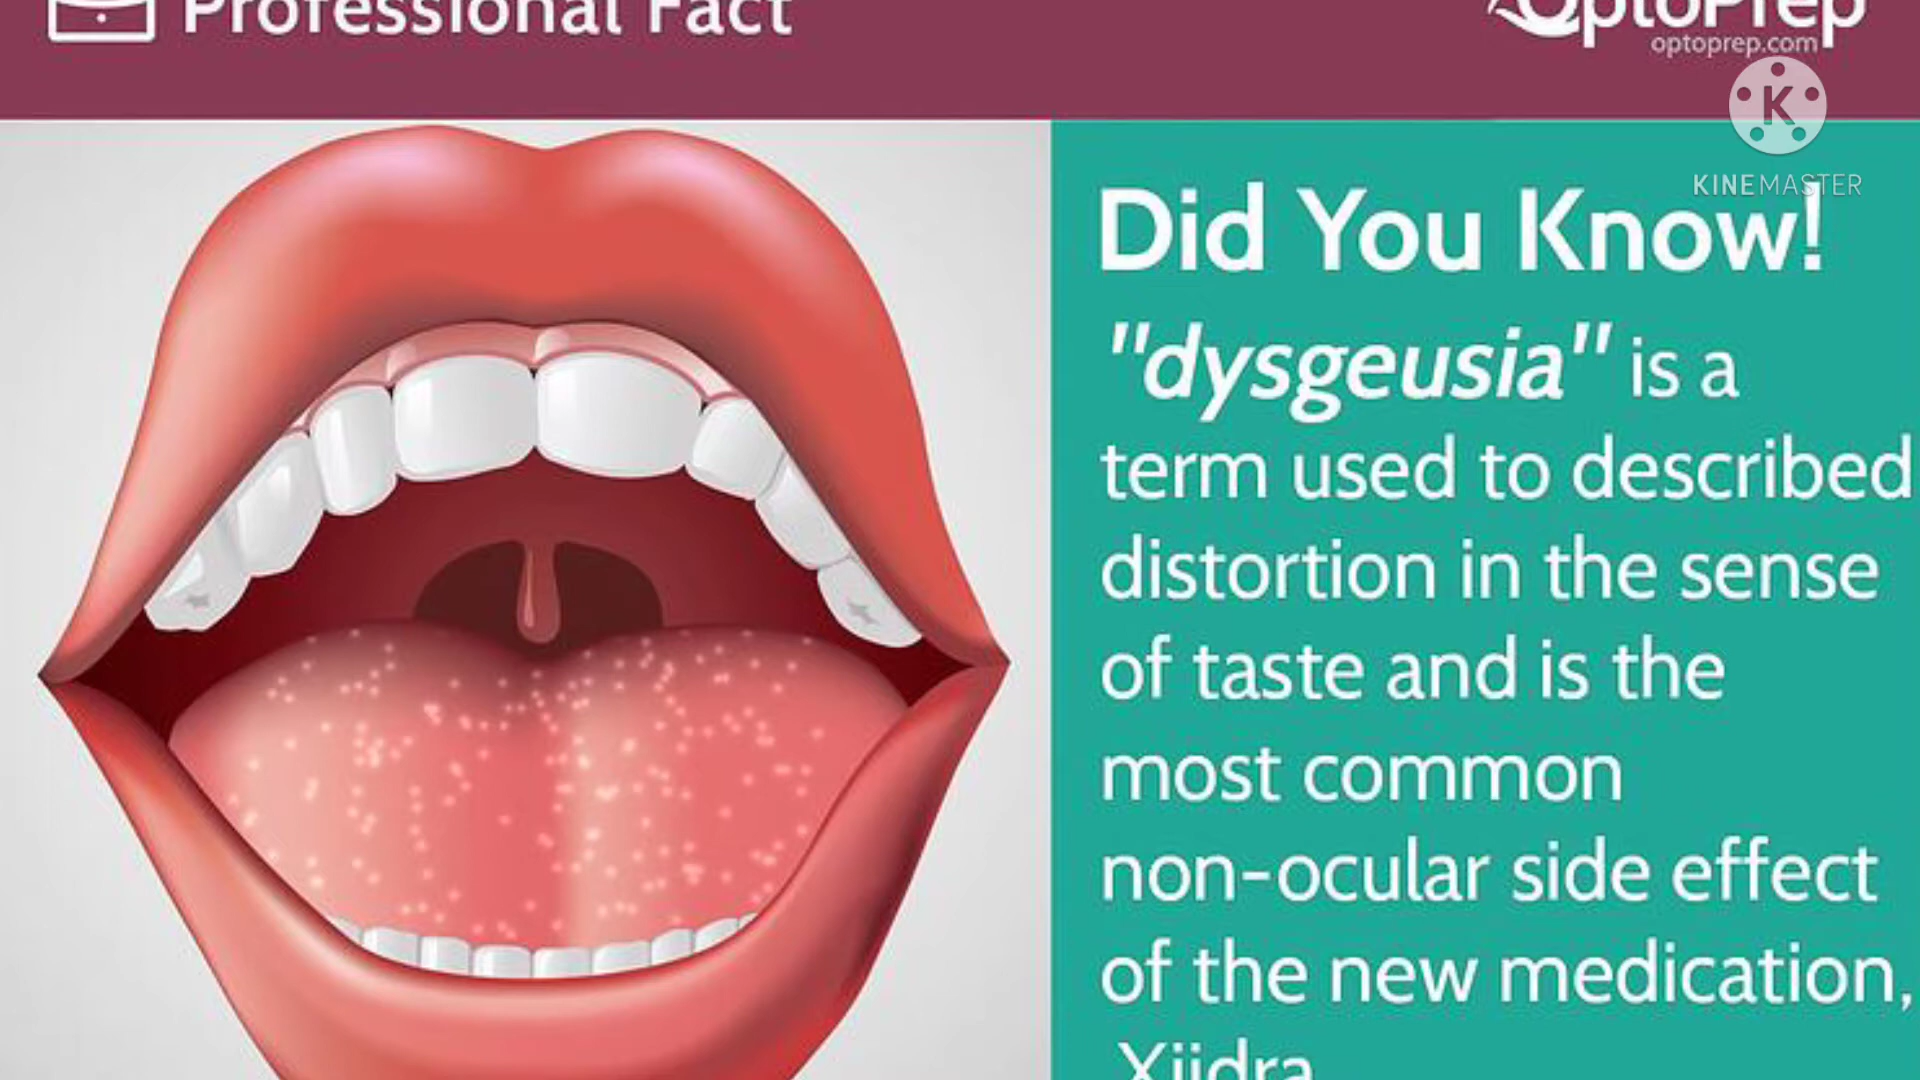 Professional Fact
OptoPrep
optoprep.com
K
KINEMASTER
Did You Know!
"dysgeusia" is a
term used to described
distortion in the sense
of taste and is the
most common
non-ocular side effect
of the new medication,
Xiidra